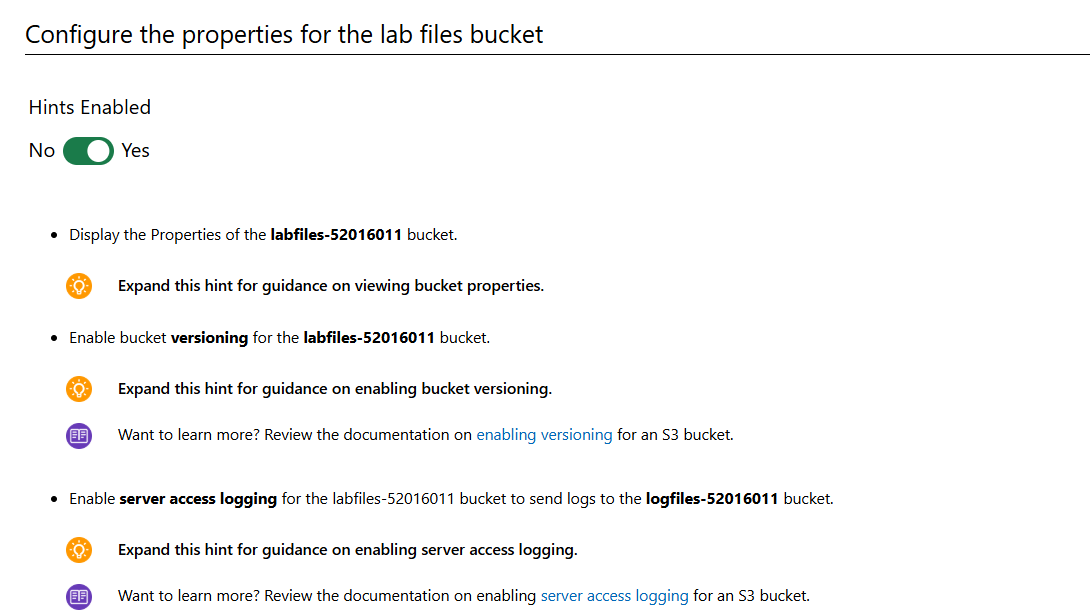 Configure the properties for the lab files bucket
Hints Enabled
No Yes
Display the Properties of the labfiles-52016011 bucket.
Expand this hint for guidance on viewing bucket properties.
Enable bucket versioning for the labfiles-52016011 bucket.
Expand this hint for guidance on enabling bucket versioning.
Want to learn more? Review the documentation on enabling versioning for an S3 bucket.
Enable server access logging for the labfiles-52016011 bucket to send logs to the logfiles-52016011 bucket.
Expand this hint for guidance on enabling server access logging.
Want to learn more? Review the documentation on enabling server access logging for an S3 bucket.